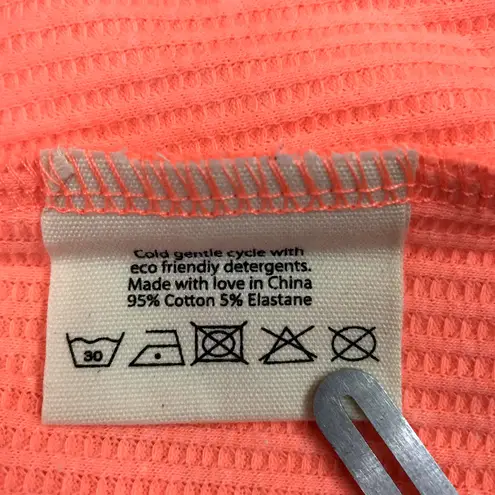 Cold gentle cycle with
eco friendly detergents.
Made with love in China
95% Cotton 5% Elastane
30